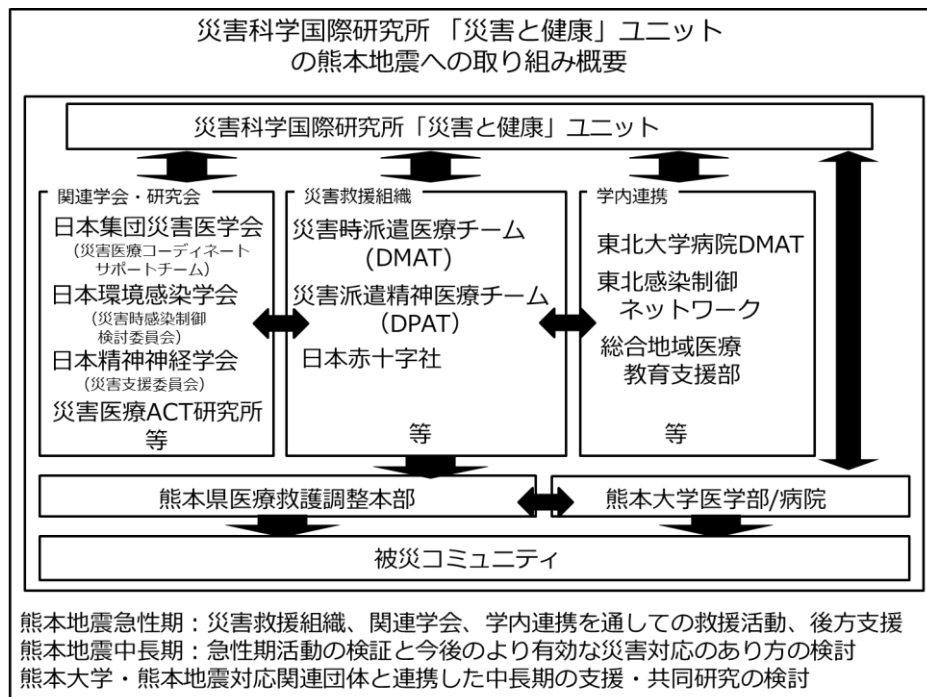 災害科学国際研究所 「災害と健康」ユニット
の熊本地震への取り組み概要
災害科学国際研究所「災害と健康」ユニット
関連学会・研究会
日本集団災害医学会
（災害医療コーディネート
サポートチーム）
日本環境感染学会
（災害時感染制御
検討委員会）
日本精神神経学会
（災害支援委員会）
災害医療ACT研究所
等
災害救援組織
災害時派遣医療チーム
(DMAT)
災害派遣精神医療チーム
（DPAT）
日本赤十字社
等
学内連携
東北大学病院DMAT
東北感染制御
ネットワーク
総合地域医療
教育支援部
等
熊本県医療救護調整本部
熊本大学医学部/病院
被災コミュニティ
熊本地震急性期：災害救援組織、関連学会、学内連携を通しての救援活動、後方支援
熊本地震中長期：急性期活動の検証と今後のより有効な災害対応のあり方の検討
熊本大学・熊本地震対応関連団体と連携した中長期の支援・共同研究の検討